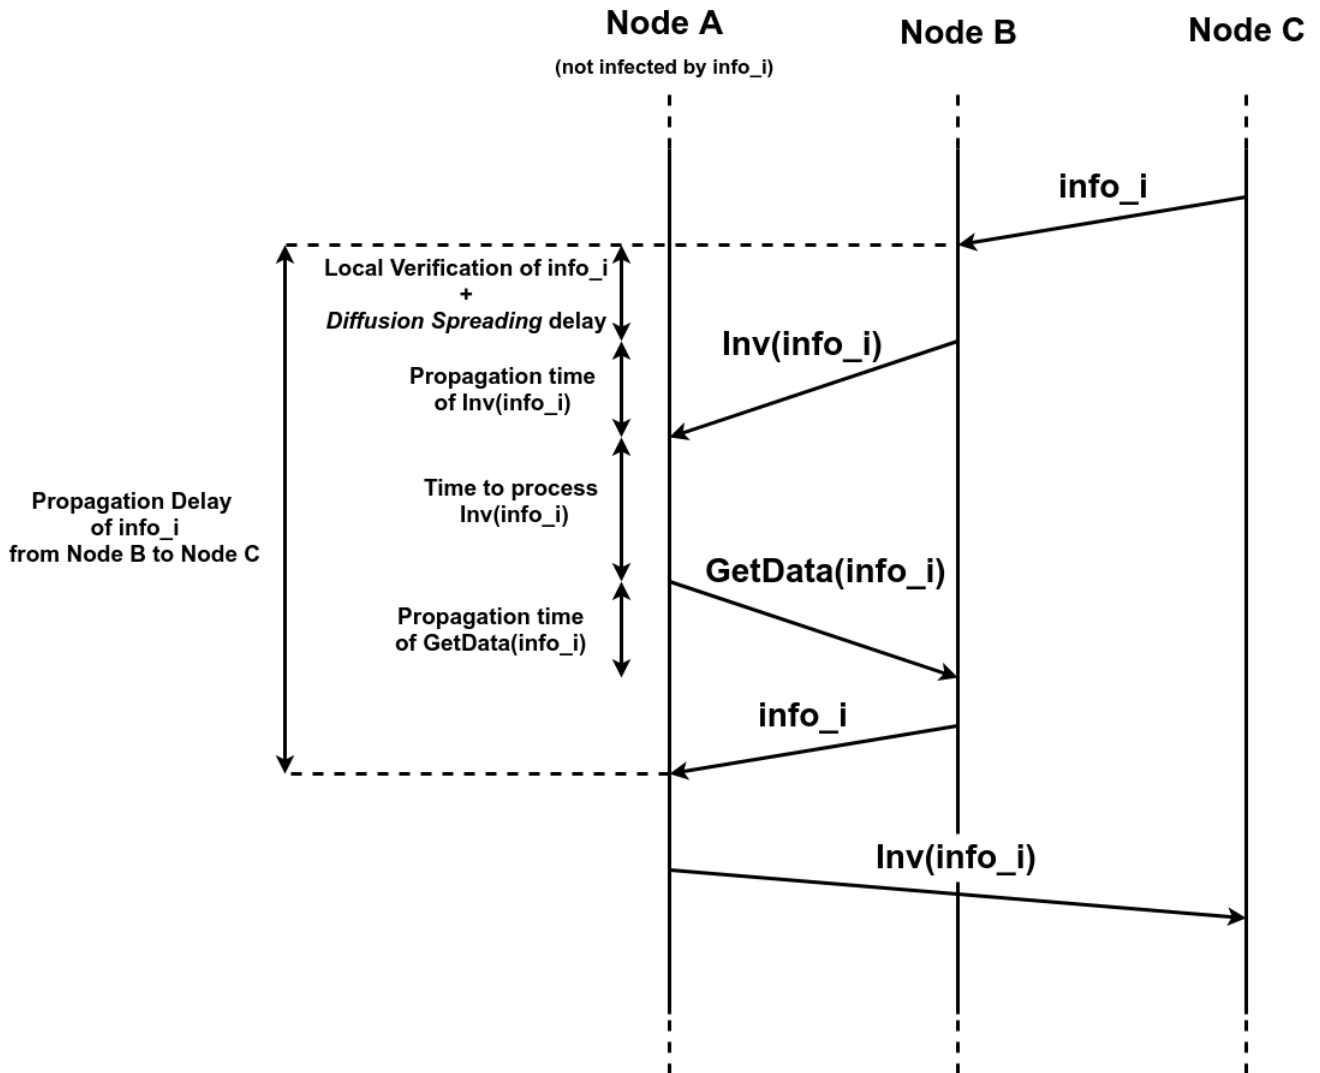 Node A
Node B
Node C
(not infected by info_i)
info_i
Local Verification of info_i
+
Diffusion Spreading delay
Inv(info_i)
Propagation time
of Inv(info_i)
Time to process
Inv(info_i)
Propagation Delay
of info_i
from Node B to Node C
GetData(info_i)
Propagation time
of GetData(info_i)
info_i
Inv(info_i)